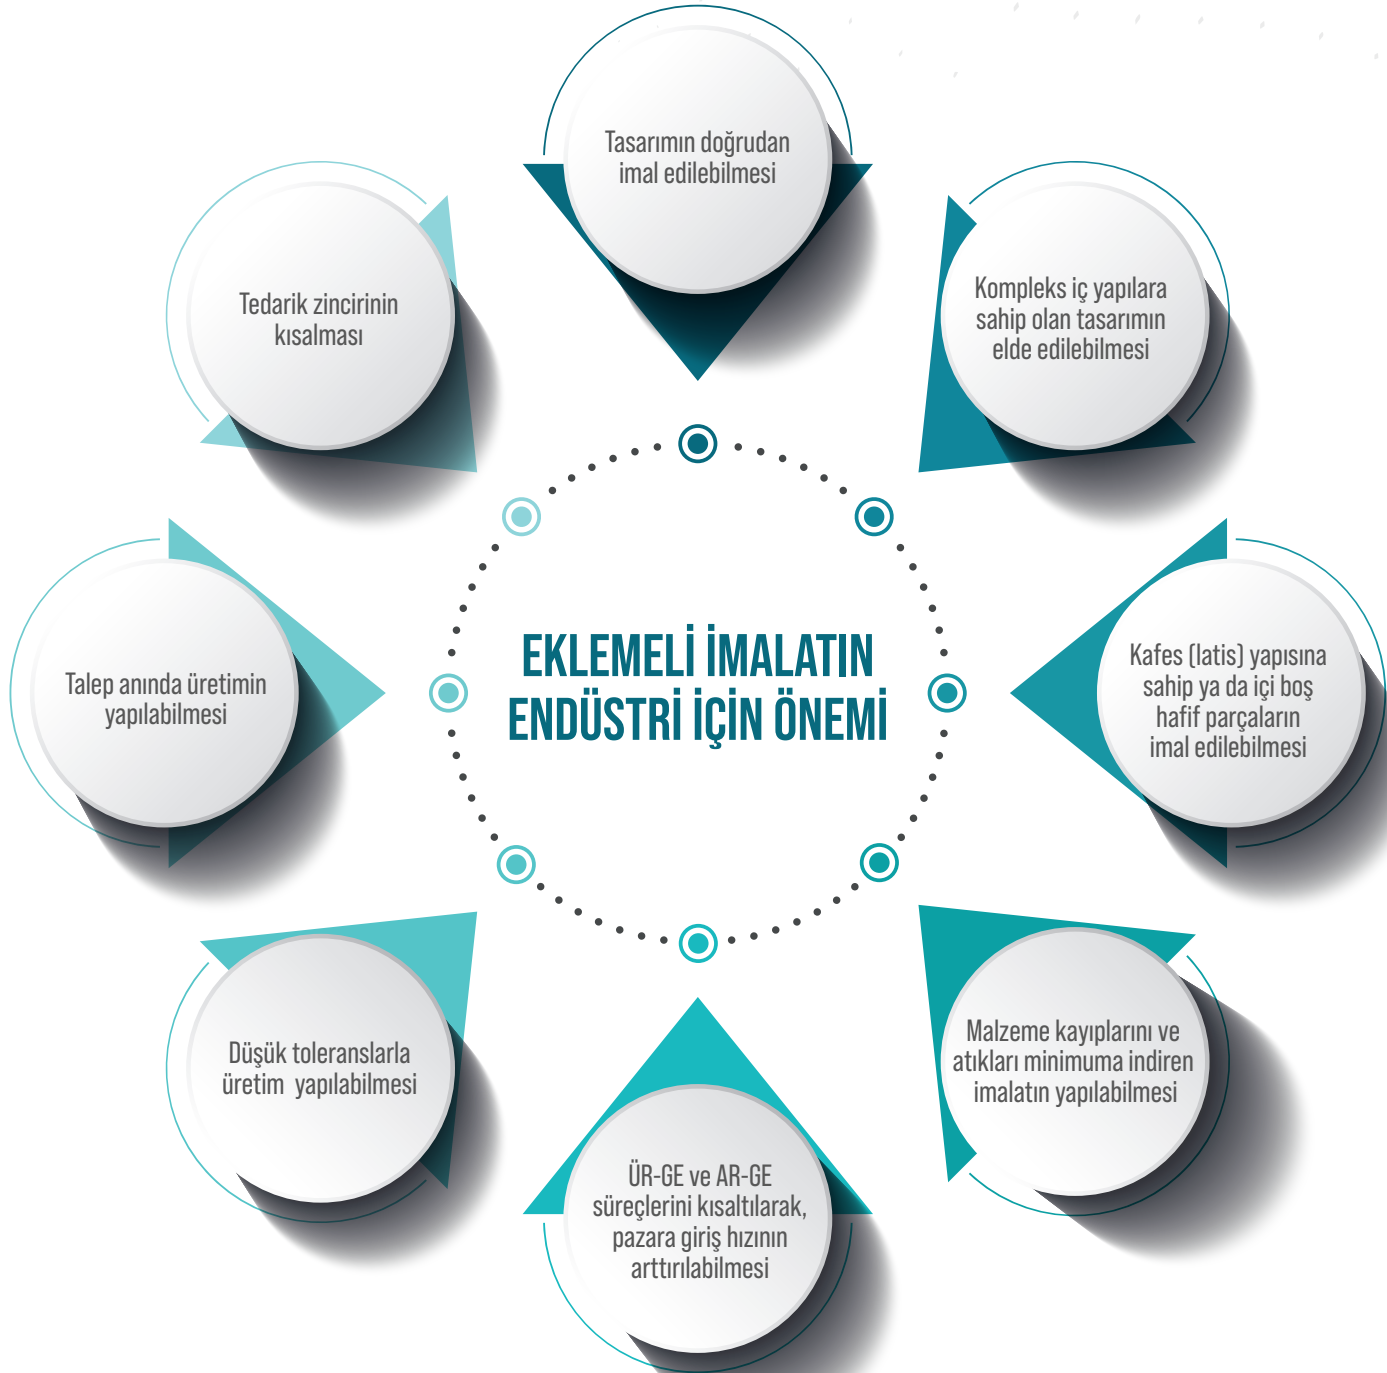 Tasarımın doğrudan
imal edilebilmesi
Kompleks iç yapılara
sahip olan tasarımın
elde edilebilmesi
Kafes (latis) yapısına
sahip ya da içi boş
hafif parçaların
imal edilebilmesi
Malzeme kayıplarını ve
atıkları minimuma indiren
imalatın yapılabilmesi
ÜR-GE ve AR-GE
süreçlerini kısaltılarak,
pazara giriş hızının
arttırılabilmesi
Düşük toleranslarla
üretim yapılabilmesi
Talep anında üretimin
yapılabilmesi
Tedarik zincirinin
kısalması
EKLEMELİ İMALATIN
ENDÜSTRİ İÇİN ÖNEMİ